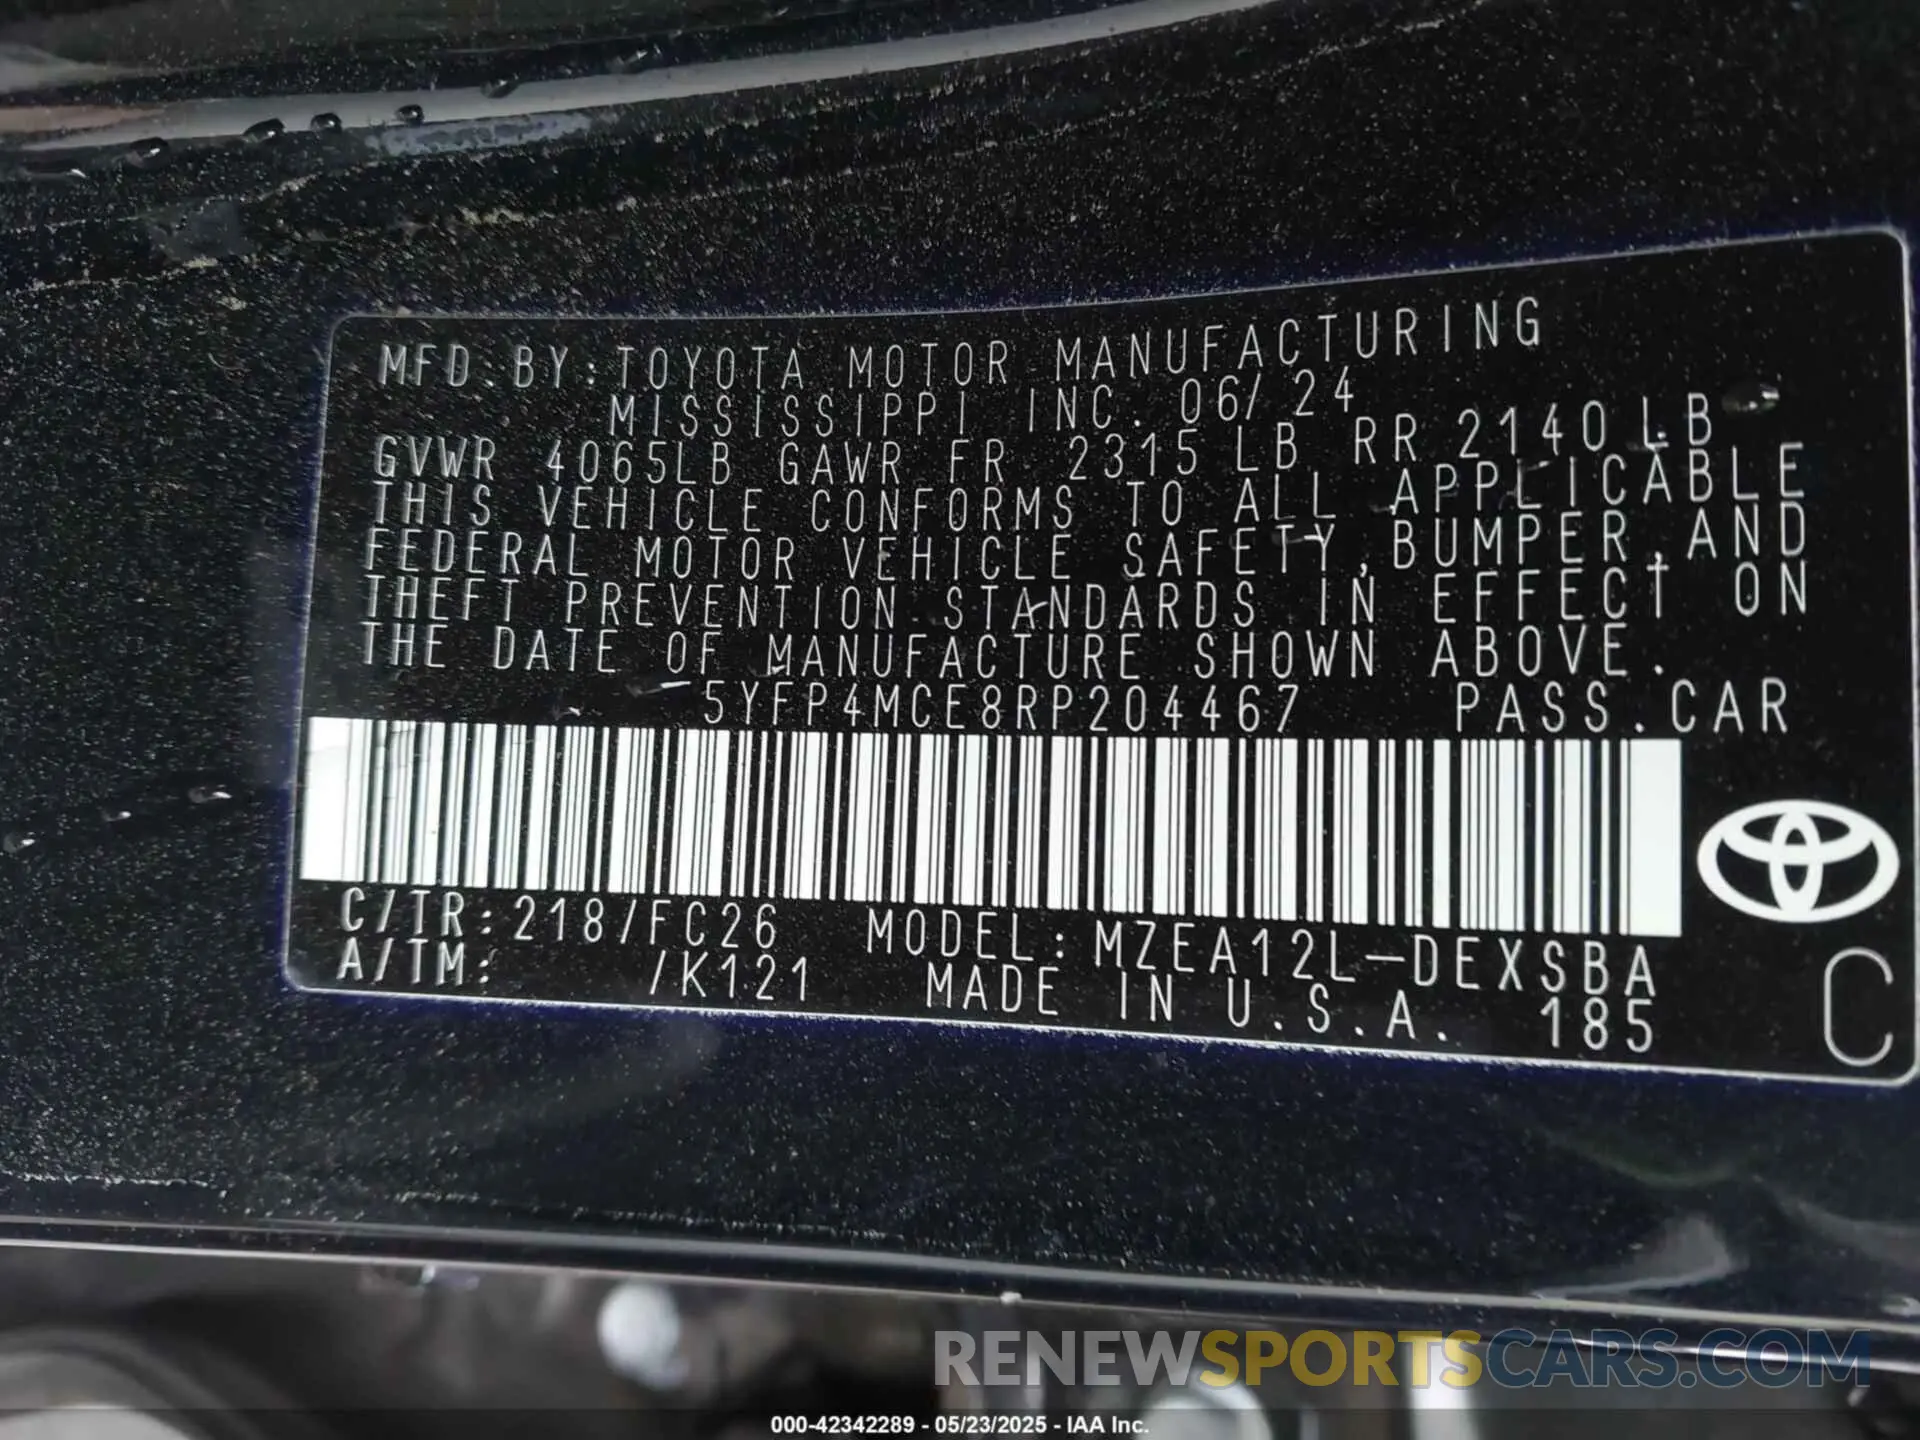 MFD.BY:TOYOTA MOTOR MANUFACTURING
MISSISSIPPI INC. 06/24
GVWR 4065LB GAWR FR 2315 LB RR 2140LB
THIS VEHICLE CONFORMS TO ALL APPLICABLE
FEDERAL MOTOR VEHICLE SAFETY,BUMPER,AND
THEFT PREVENTION STANDARDS IN EFFECT ON
THE DATE OF MANUFACTURE SHOWN ABOVE.
5YFP4MCE8RP204467 PASS.CAR
C/TR:218/FC26 MODEL:MZEA12L-DEXSBA
A/TM: /K121 MADE IN U.S.A. 185
C
RENEWSPORTSCARS.COM
000-42342289 - 05/23/2025 - IAA Inc.